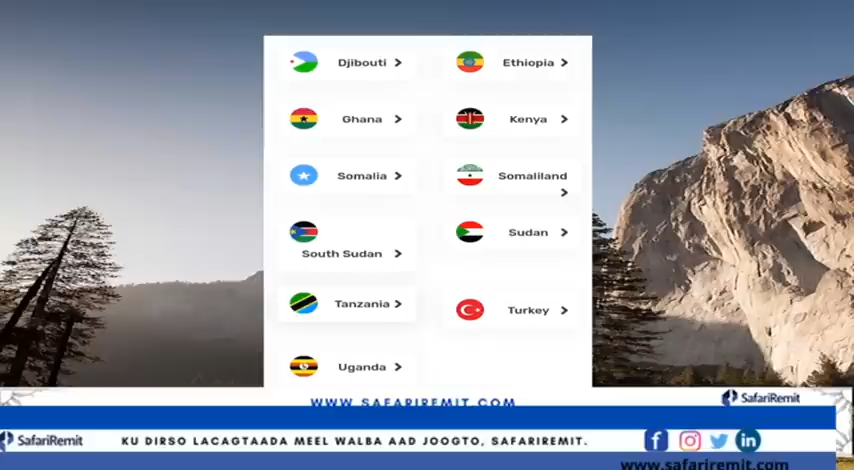 Djibouti
Ethiopia
Ghana
Kenya
Somalia
Somaliland
South Sudan
Sudan
Tanzania
Turkey
Uganda
WWW.SAFARIREMIT.COM
SafariRemit
SafariRemit
KU DIRSO LACAGTAADA MEEL WALBA AAD JOOGTO, SAFARIREMIT.
www.safariremit.com